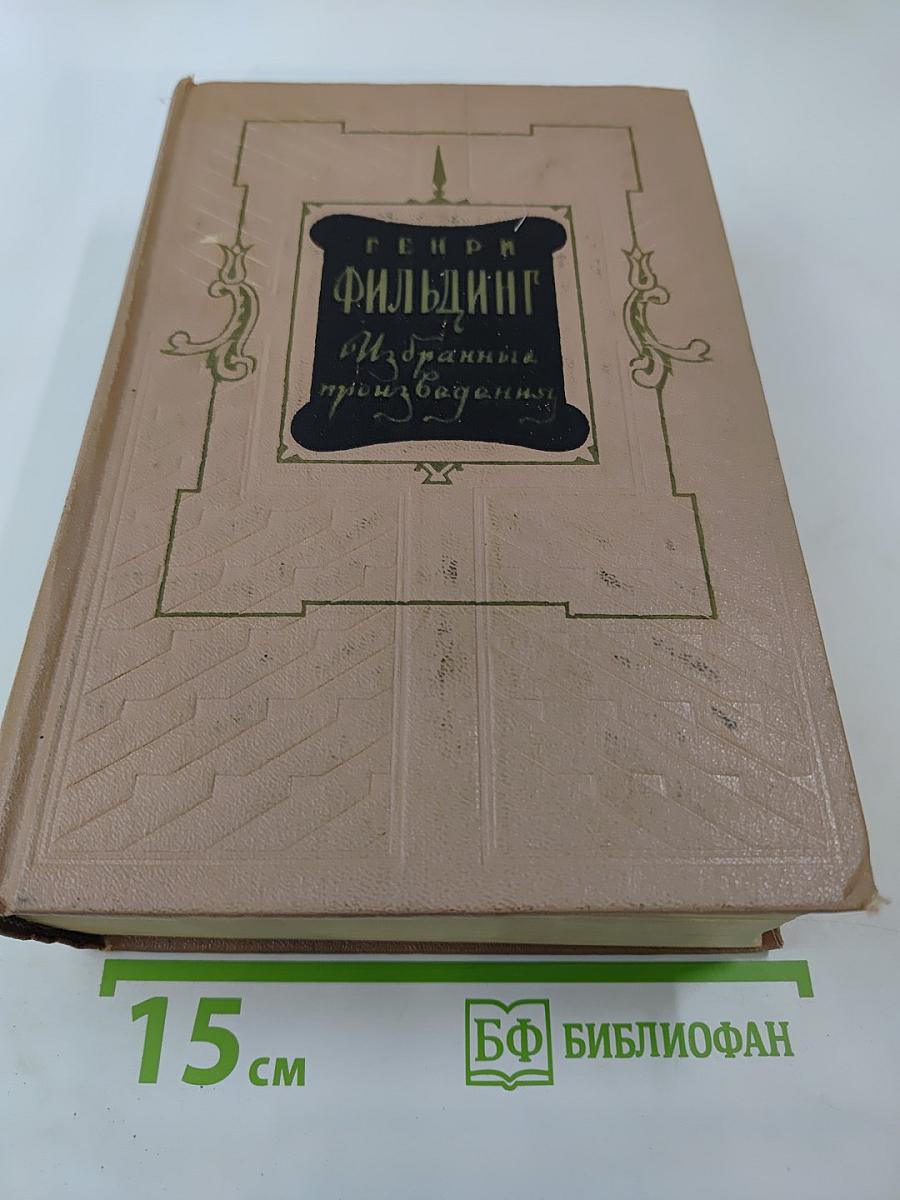 ГЕНРИ
ФИЛЬДИНГ
Избранные
произведения
15 см
БФ БИБЛИОФАН